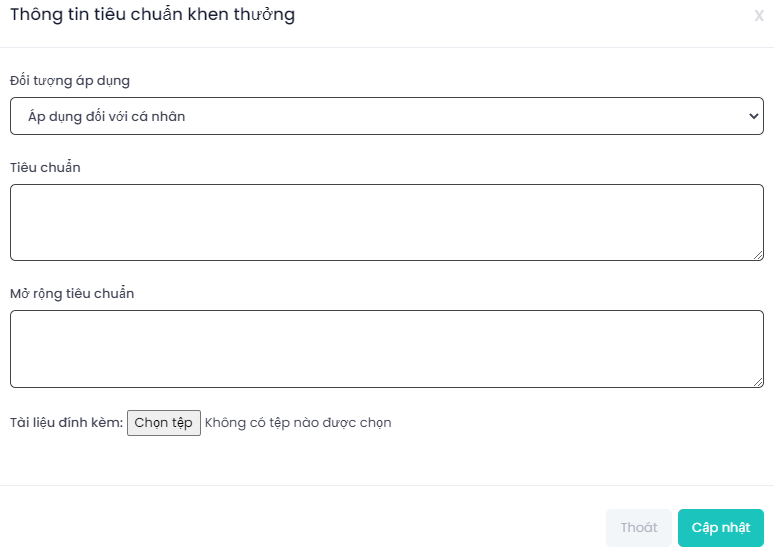 Thông tin tiêu chuẩn khen thưởng
x
Đối tượng áp dụng
Áp dụng đối với cá nhân
Tiêu chuẩn
Mở rộng tiêu chuẩn
Tài liệu đính kèm: Chọn tệp Không có tệp nào được chọn
Thoát Cập nhật